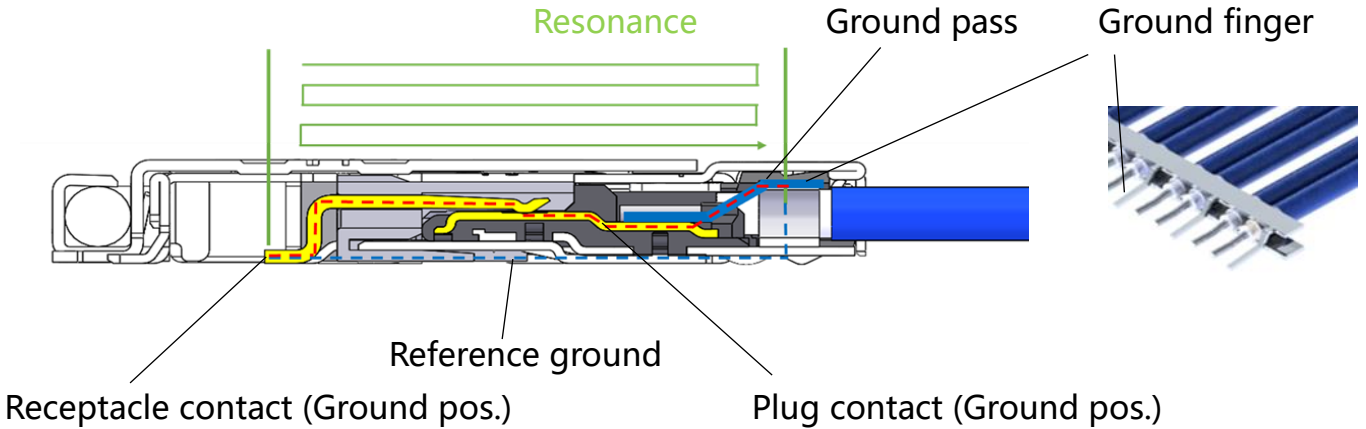 Resonance
Ground pass
Ground finger
Reference ground
Receptacle contact (Ground pos.)
Plug contact (Ground pos.)